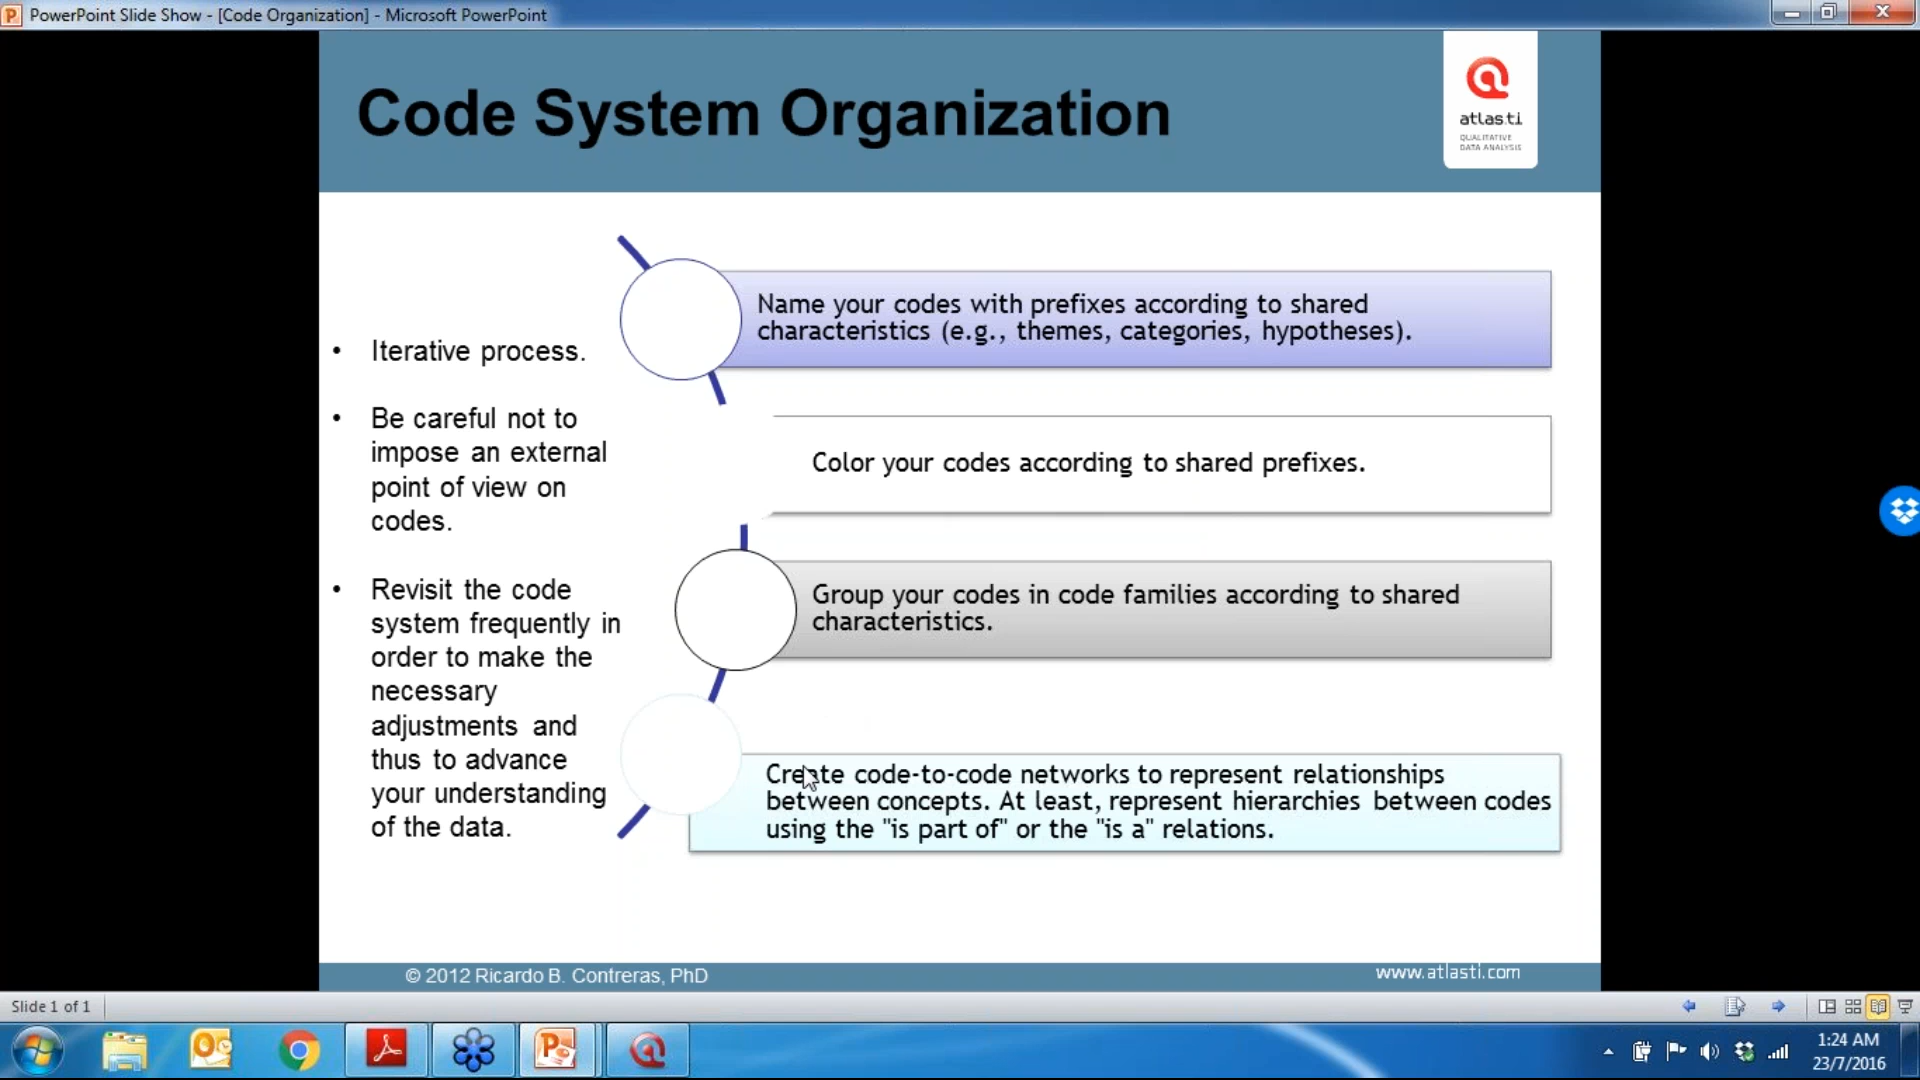 PowerPoint Slide Show - [Code Organization] - Microsoft PowerPoint
Code System Organization
atlas.ti
QUALITATIVE
DATA ANALYSIS
• Iterative process.
• Be careful not to
impose an external
point of view on
codes.
• Revisit the code
system frequently in
order to make the
necessary
adjustments and
thus to advance
your understanding
of the data.
Name your codes with prefixes according to shared
characteristics (e.g., themes, categories, hypotheses).
Color your codes according to shared prefixes.
Group your codes in code families according to shared
characteristics.
Create code-to-code networks to represent relationships
between concepts. At least, represent hierarchies between codes
using the "is part of" or the "is a" relations.
© 2012 Ricardo B. Contreras, PhD
www.atlasti.com
Slide 1 of 1
1:24 AM
23/7/2016